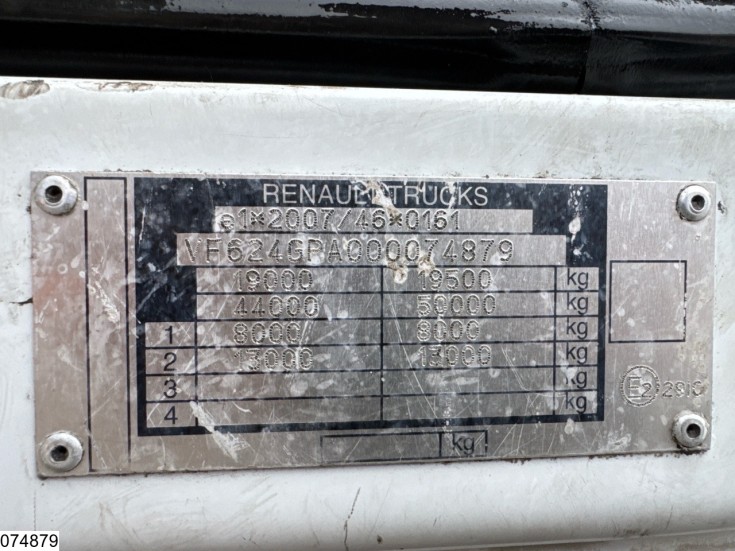 RENAULT TRUCKS
e1*2007/46*0161
VF624GPA000074879
19000 19500 kg
44000 50000 kg
1 8000 8000 kg
2 13000 13000 kg
3 kg
4 kg
E2
kg
074879